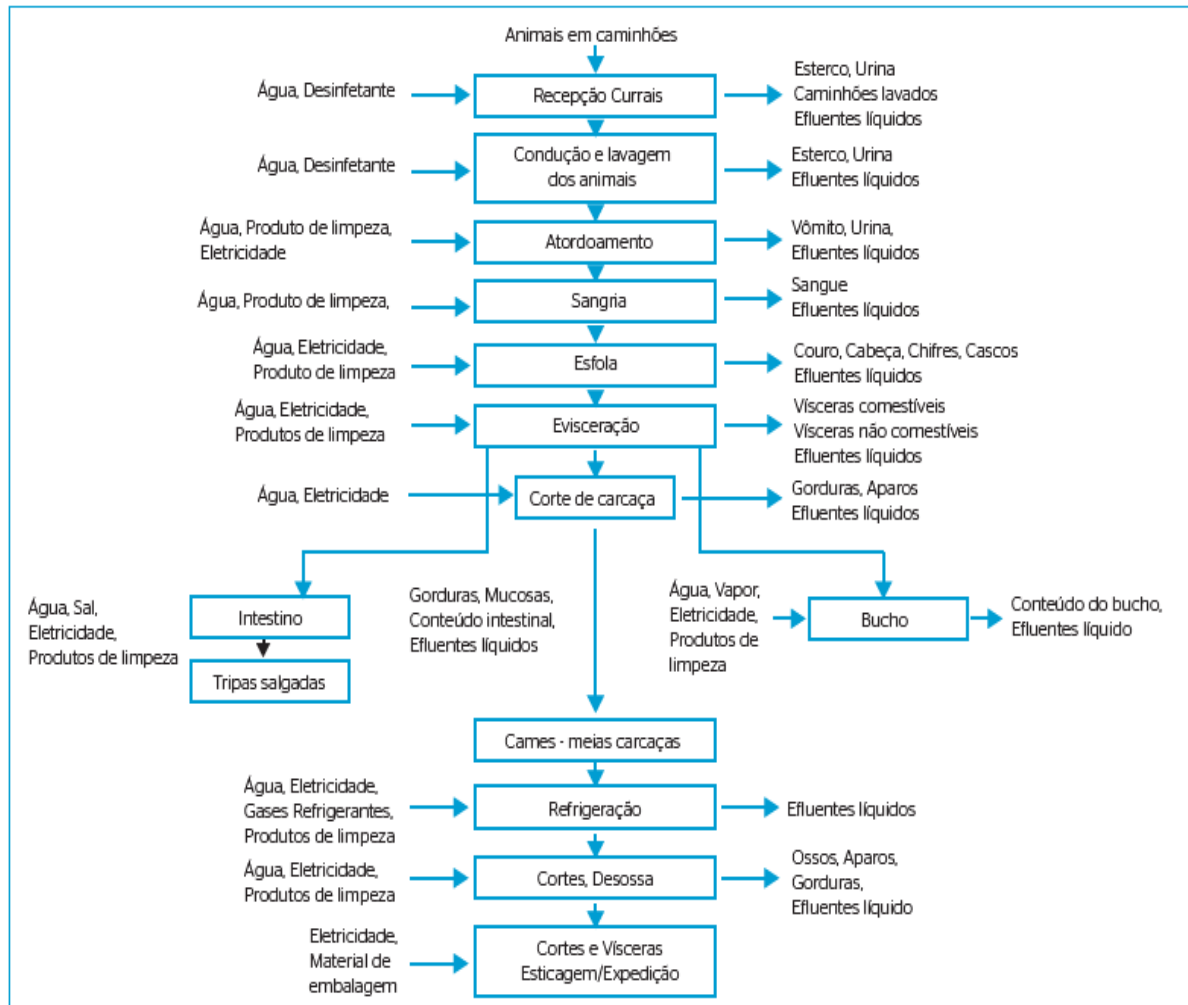 Animais em caminhões
Água, Desinfetante
Recepção Currais
Esterco, Urina
Caminhões lavados
Efluentes líquidos
Água, Desinfetante
Condução e lavagem
dos animais
Esterco, Urina
Efluentes líquidos
Água, Produto de limpeza,
Eletricidade
Atordoamento
Vômito, Urina,
Efluentes líquidos
Água, Produto de limpeza,
Sangria
Sangue
Efluentes líquidos
Água, Eletricidade,
Produto de limpeza
Esfola
Couro, Cabeça, Chifres, Cascos
Efluentes líquidos
Água, Eletricidade,
Produtos de limpeza
Evisceração
Vísceras comestíveis
Vísceras não comestíveis
Efluentes líquidos
Água, Eletricidade
Corte de carcaça
Gorduras, Aparos
Efluentes líquidos
Água, Sal,
Eletricidade,
Produtos de limpeza
Intestino
Tripas salgadas
Gorduras, Mucosas,
Conteúdo intestinal,
Efluentes líquidos
Água, Vapor,
Eletricidade,
Produtos de
limpeza
Bucho
Conteúdo do bucho,
Efluentes líquido
Carnes - meias carcaças
Água, Eletricidade,
Gases Refrigerantes,
Produtos de limpeza
Refrigeração
Efluentes líquidos
Água, Eletricidade,
Produtos de limpeza
Cortes, Desossa
Ossos, Aparos,
Gorduras,
Efluentes líquido
Eletricidade,
Material de
embalagem
Cortes e Vísceras
Esticagem/Expedição